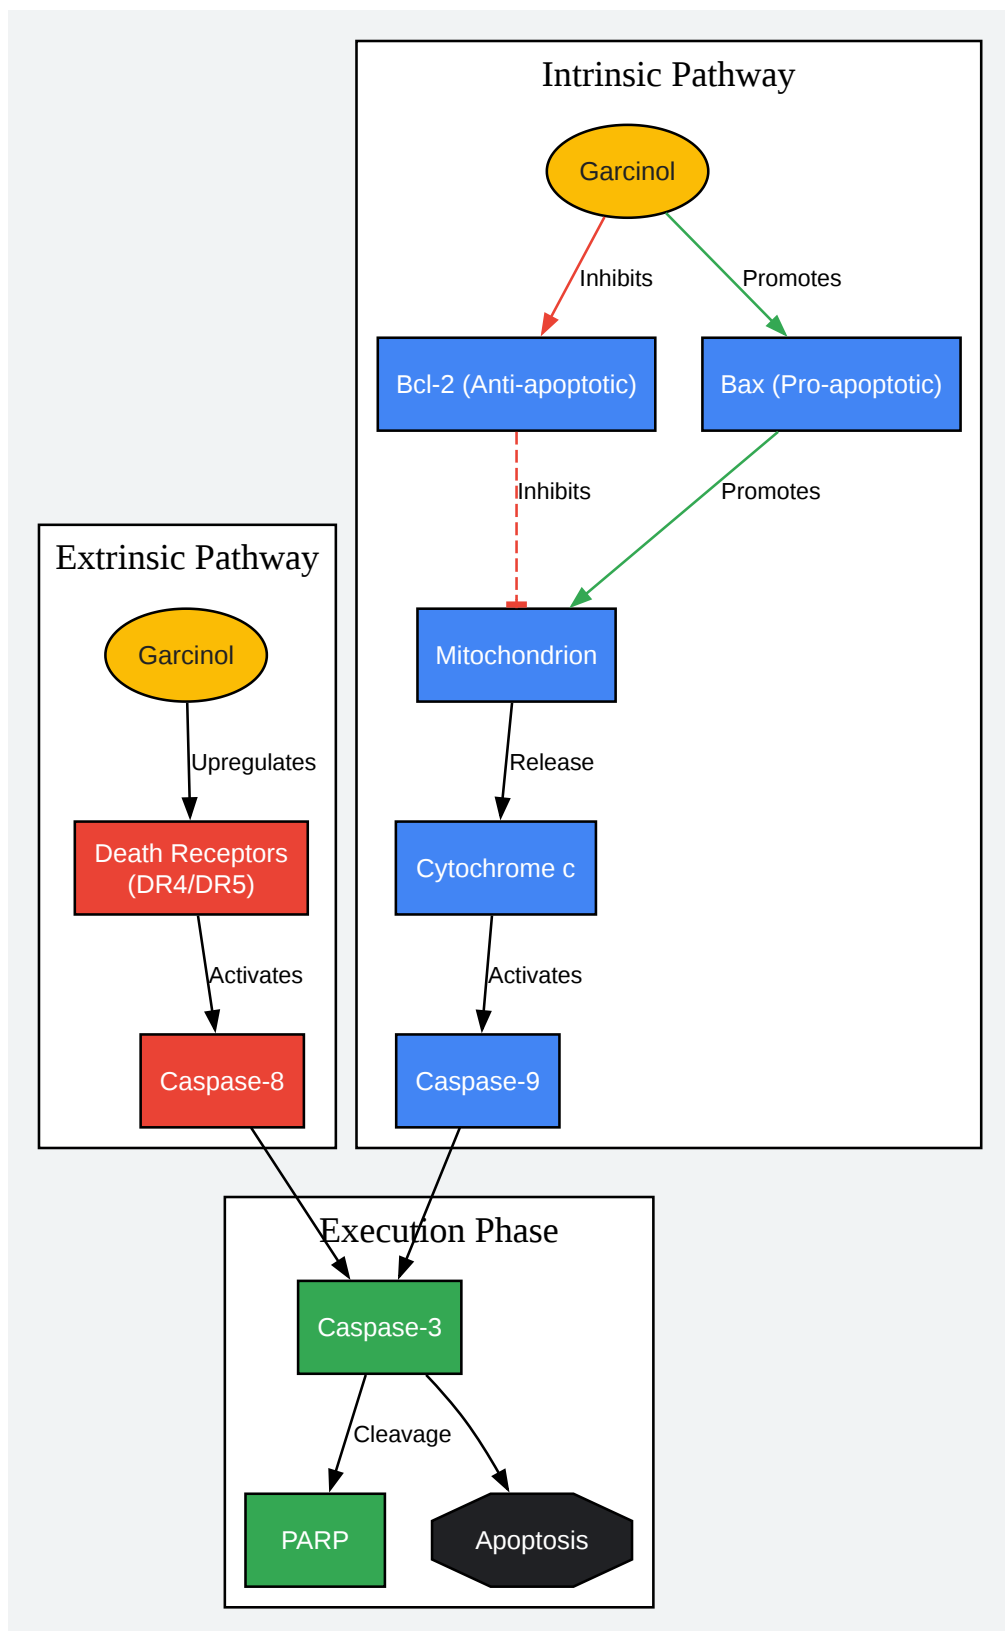 Intrinsic Pathway
Garcinol
Inhibits
Promotes
Bcl-2 (Anti-apoptotic)
Bax (Pro-apoptotic)
Inhibits
Promotes
Extrinsic Pathway
Garcinol
Mitochondrion
Upregulates
Release
Death Receptors
(DR4/DR5)
Cytochrome c
Activates
Activates
Caspase-8
Caspase-9
Execution Phase
Caspase-3
Cleavage
PARP
Apoptosis